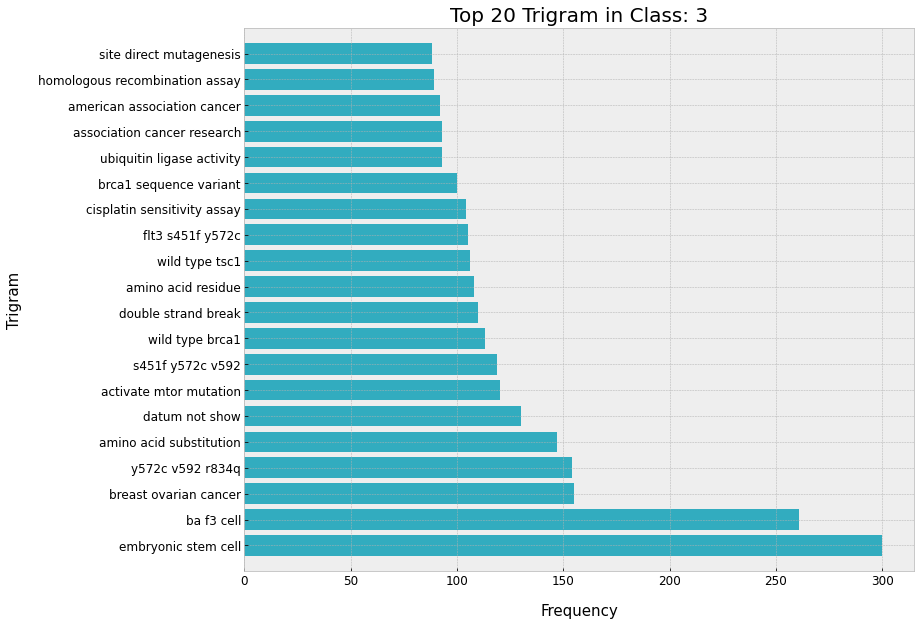 Top 20 Trigram in Class: 3
Trigram
site direct mutagenesis
homologous recombination assay
american association cancer
association cancer research
ubiquitin ligase activity
brca1 sequence variant
cisplatin sensitivity assay
flt3 s451f y572c
wild type tsc1
amino acid residue
double strand break
wild type brca1
s451f y572c v592
activate mtor mutation
datum not show
amino acid substitution
y572c v592 r834q
breast ovarian cancer
ba f3 cell
embryonic stem cell
0 50 100 150 200 250 300
Frequency